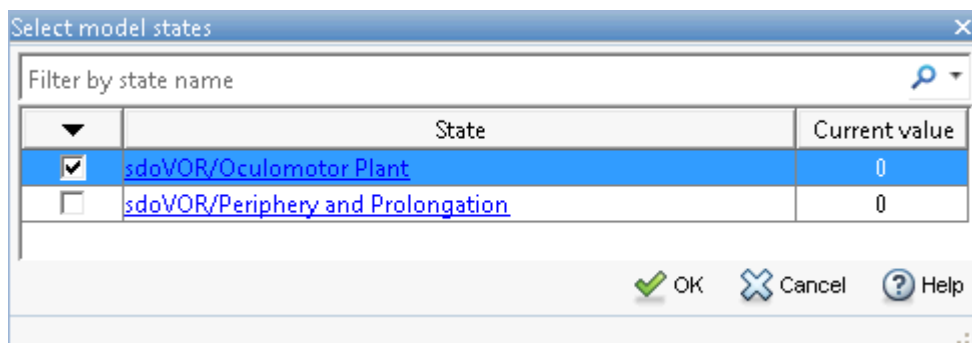 Select model states
Filter by state name
State Current value
sdoVOR/Oculomotor Plant 0
sdoVOR/Periphery and Prolongation 0
OK Cancel Help